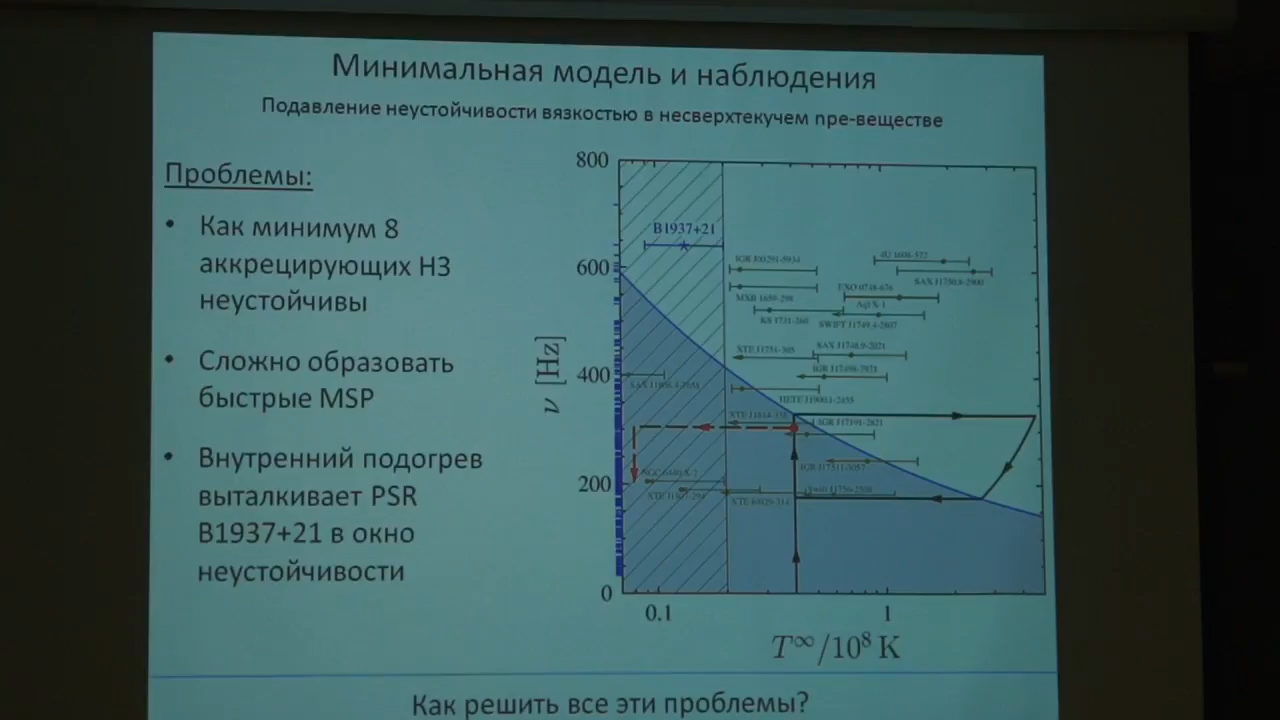 Минимальная модель и наблюдения
Подавление неустойчивости вязкостью в несверхтекучем npe-веществе
Проблемы:
• Как минимум 8
аккрецирующих НЗ
неустойчивы
• Сложно образовать
быстрые MSP
• Внутренний подогрев
выталкивает PSR
B1937+21 в окно
неустойчивости
800
600
400
200
0
ν [Hz]
B1937+21
IGR J00291+5934
4U 1608-522
SAX J1750.8-2900
MXB 1659-298
EXO 0748-676
Aql X-1
KS 1731-260
SWIFT J1749.4-2807
XTE J1751-305
SAX J1748.9-2021
IGR J17498-2921
SAX J1808.4-3658
HETE J1900.1-2455
XTE J1814-338
IGR J17191-2821
IGR J17511-3057
NGC 6440 X-2
XTE J1807-294
XTE J0929-314
Swift J1756-2508
0.1
1
T∞/10⁸ K
Как решить все эти проблемы?